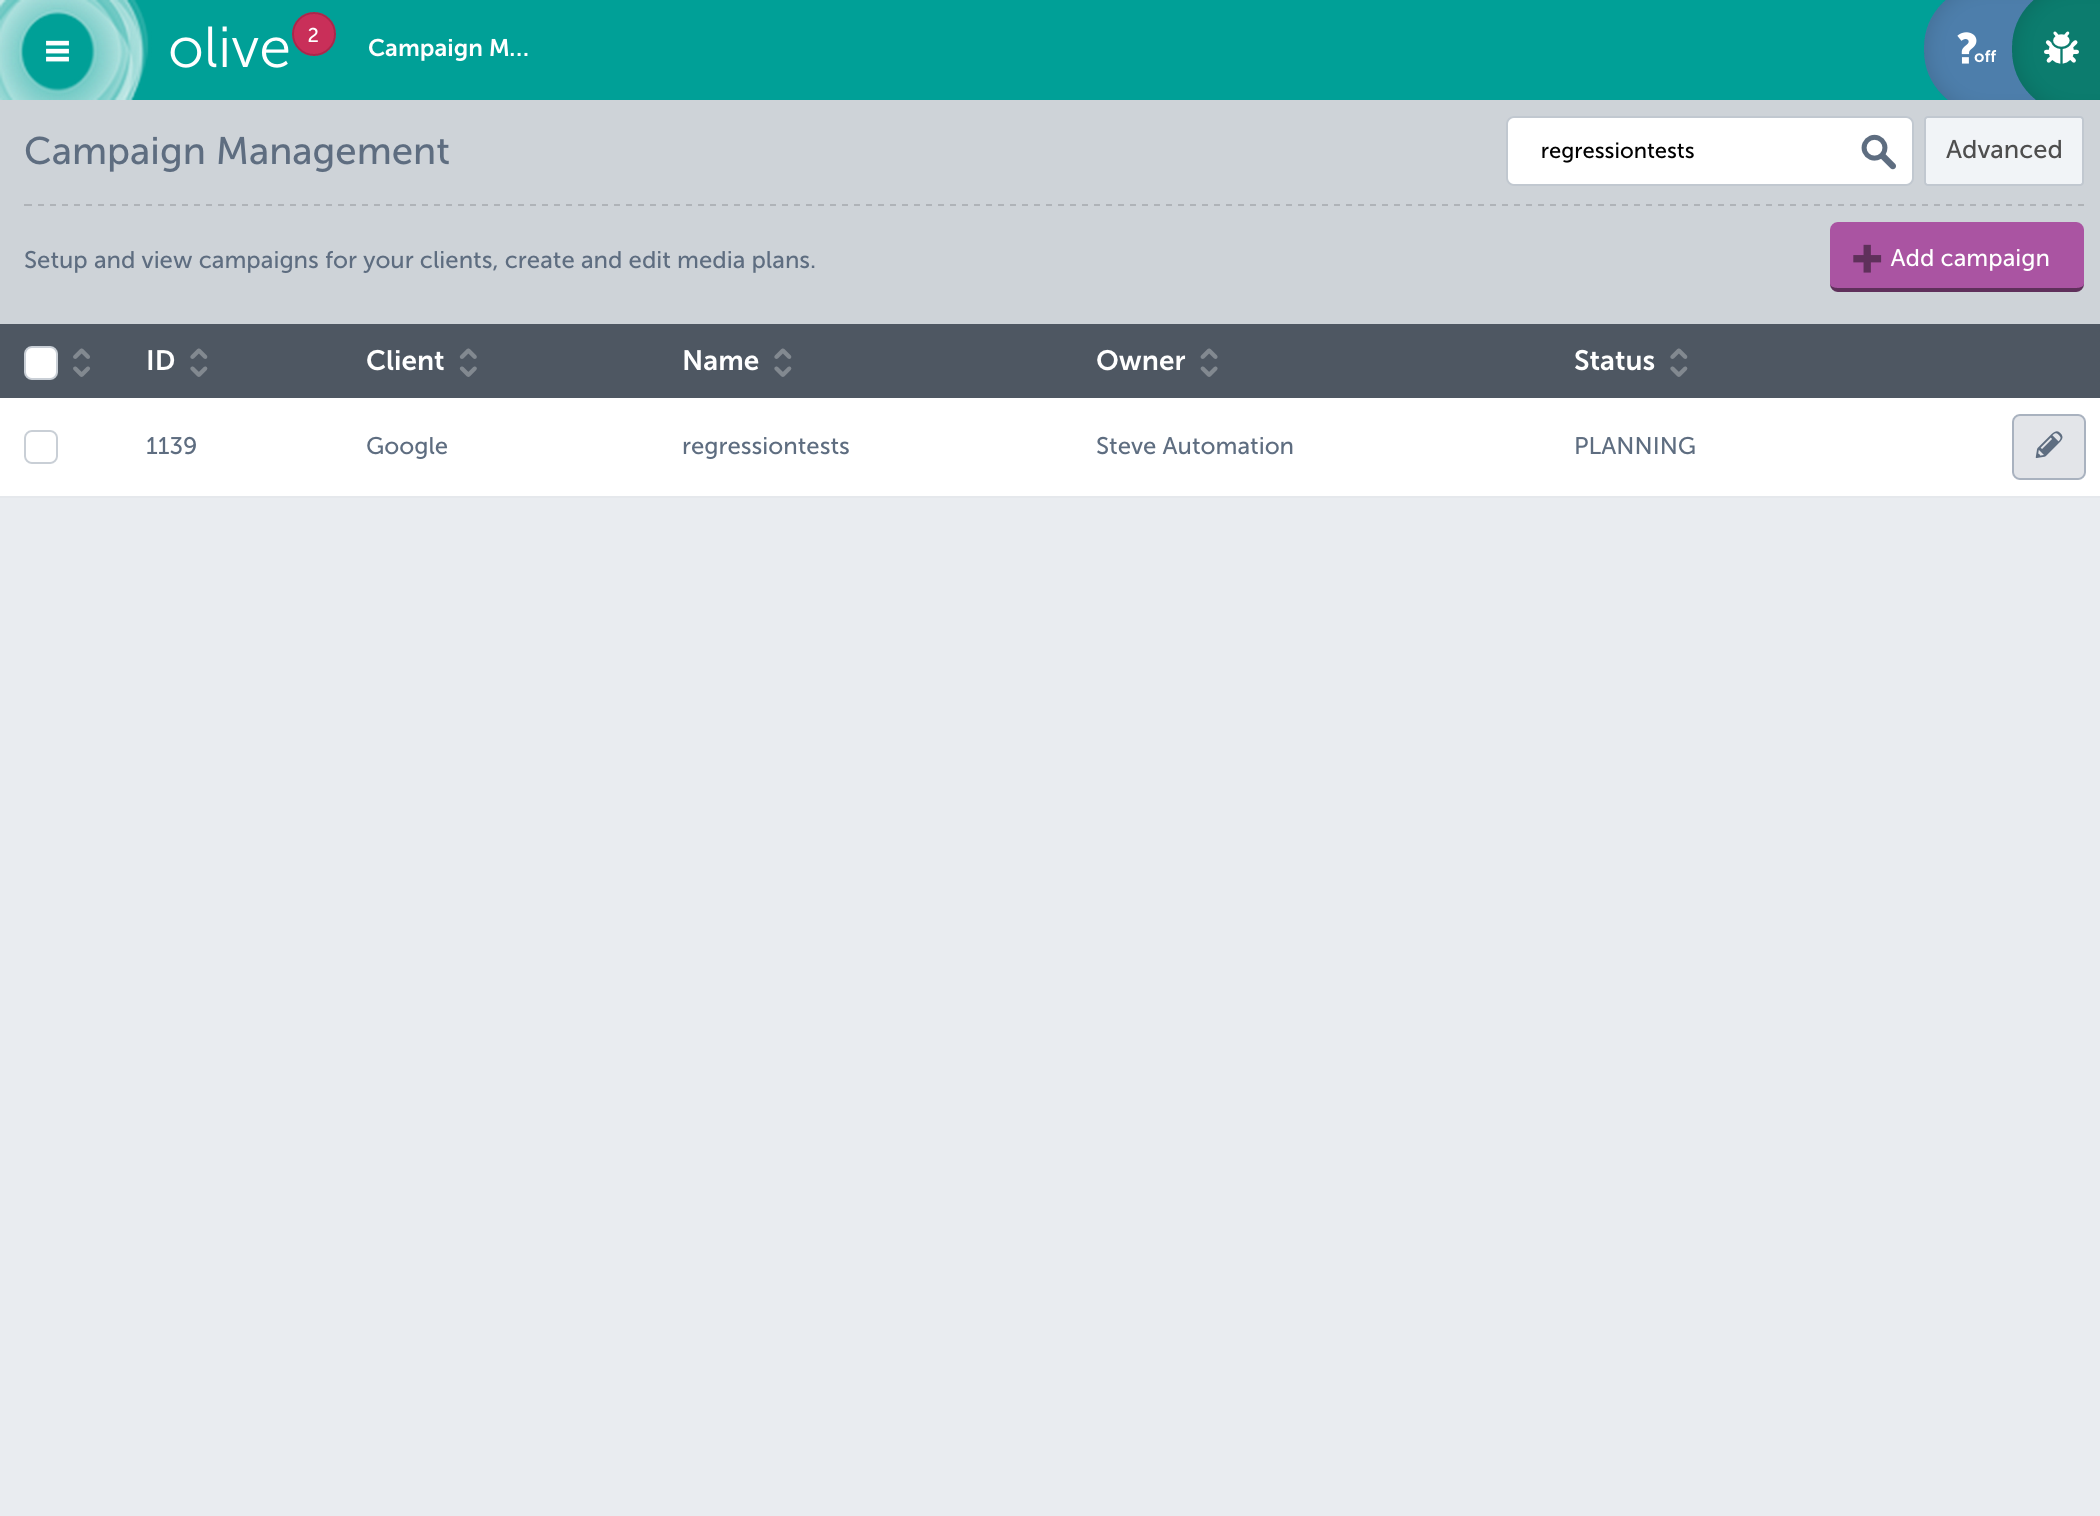 olive 2 Campaign M... ?off
Campaign Management regressiontests Advanced
Setup and view campaigns for your clients, create and edit media plans. Add campaign
ID Client Name Owner Status
1139 Google regressiontests Steve Automation PLANNING